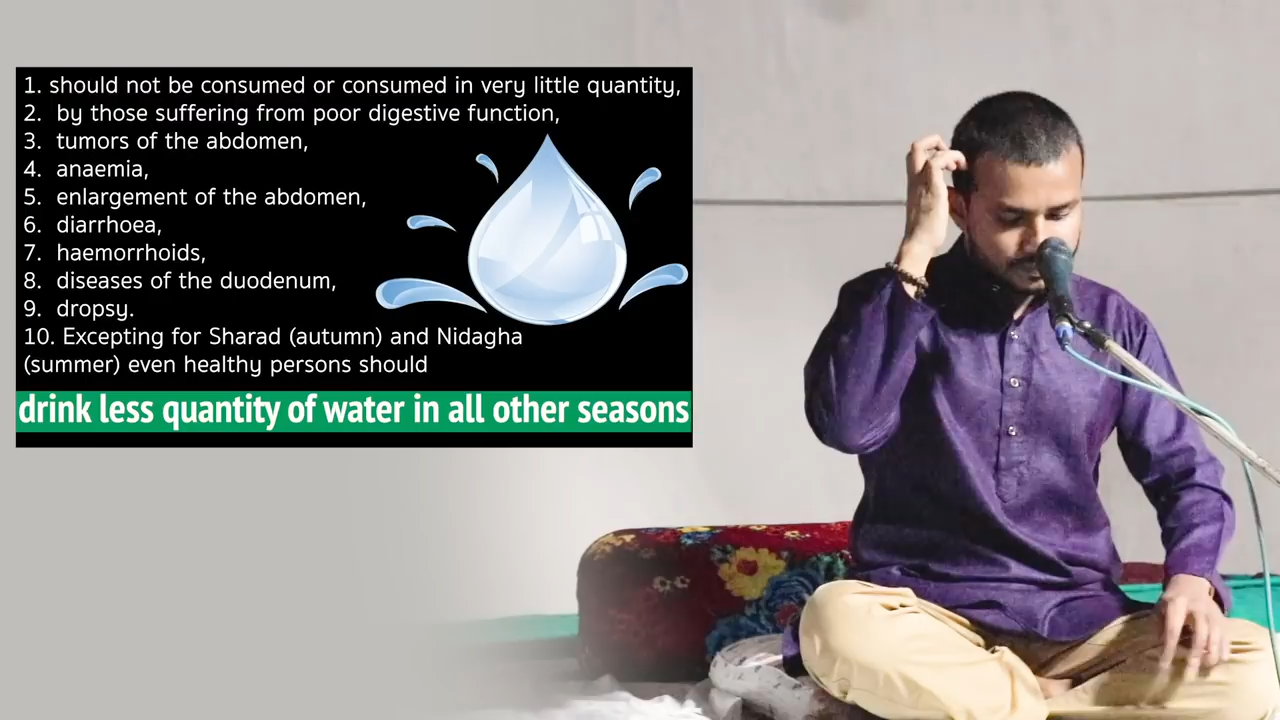 1. should not be consumed or consumed in very little quantity,
2. by those suffering from poor digestive function,
3. tumors of the abdomen,
4. anaemia,
5. enlargement of the abdomen,
6. diarrhoea,
7. haemorrhoids,
8. diseases of the duodenum,
9. dropsy.
10. Excepting for Sharad (autumn) and Nidagha
(summer) even healthy persons should
drink less quantity of water in all other seasons